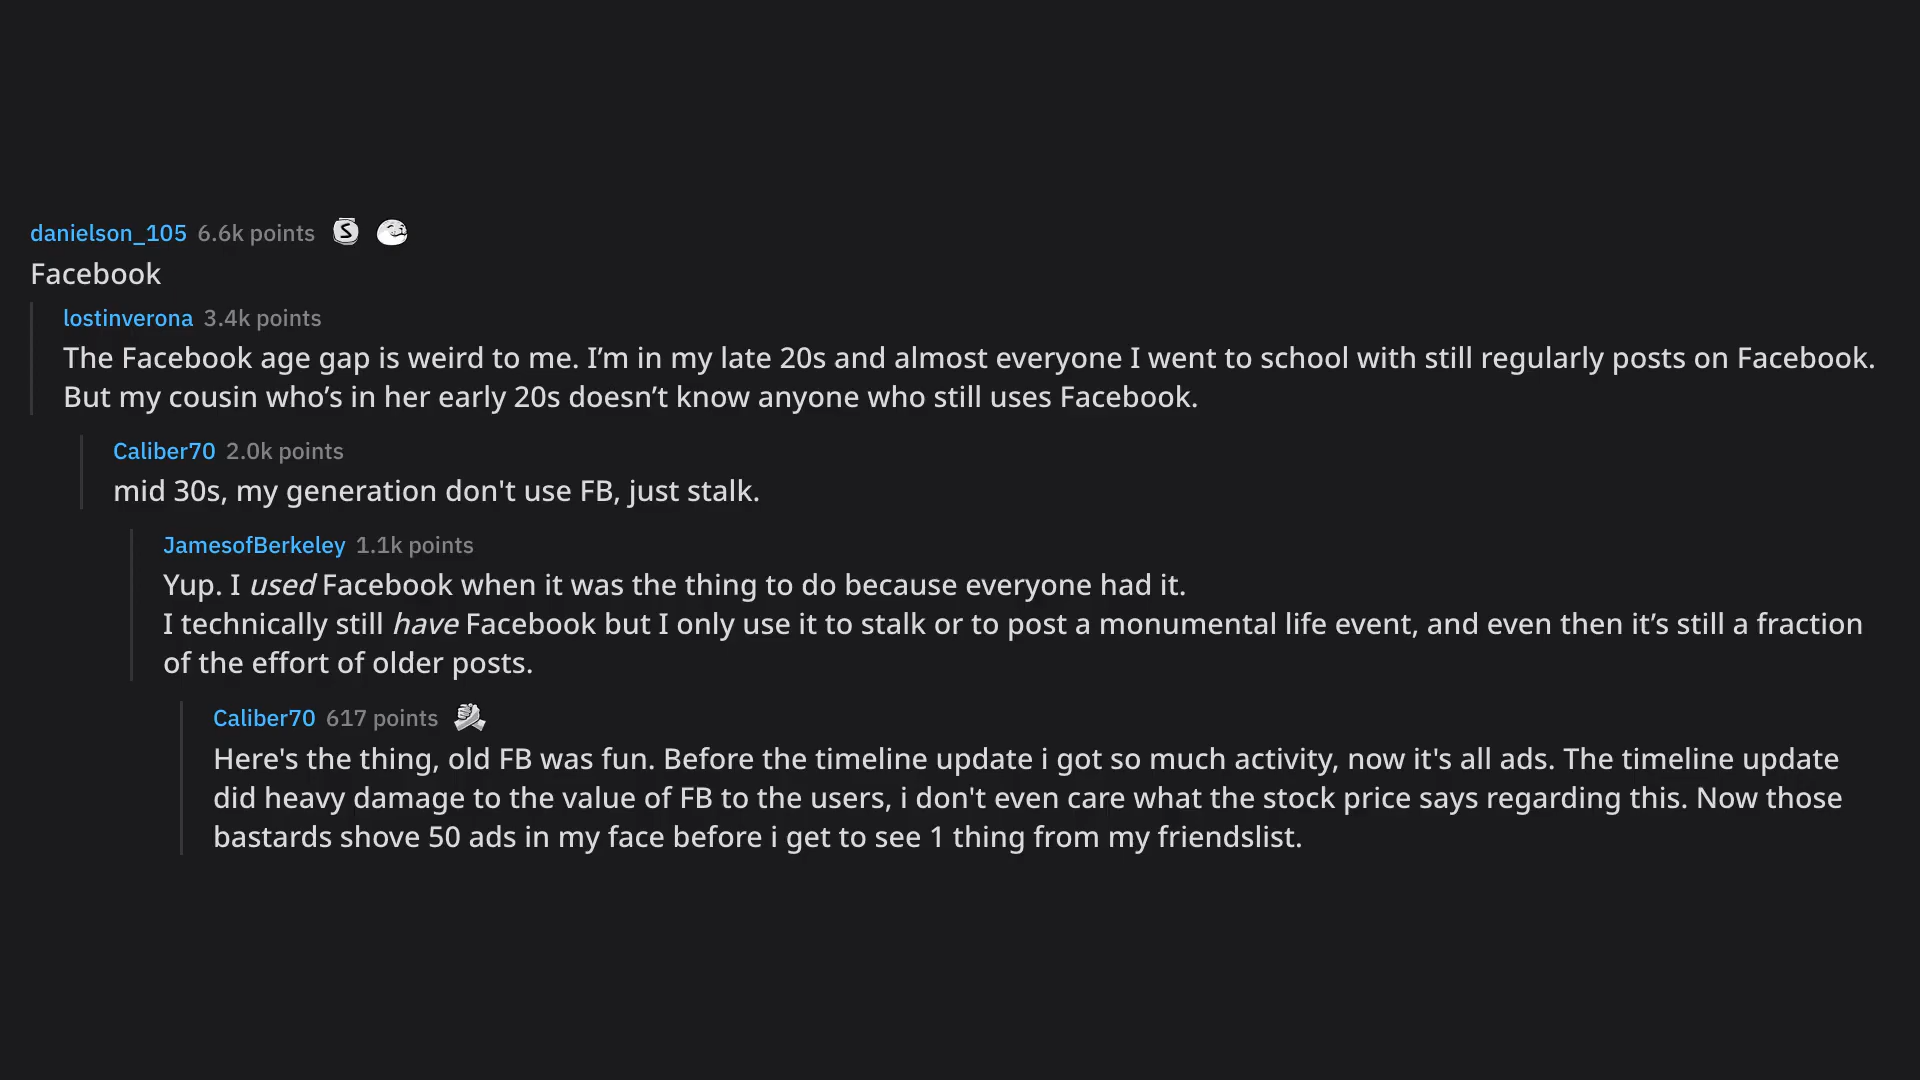 danielson_105 6.6k points
Facebook
lostinverona 3.4k points
The Facebook age gap is weird to me. I’m in my late 20s and almost everyone I went to school with still regularly posts on Facebook.
But my cousin who’s in her early 20s doesn’t know anyone who still uses Facebook.
Caliber70 2.0k points
mid 30s, my generation don't use FB, just stalk.
JamesofBerkeley 1.1k points
Yup. I used Facebook when it was the thing to do because everyone had it.
I technically still have Facebook but I only use it to stalk or to post a monumental life event, and even then it’s still a fraction
of the effort of older posts.
Caliber70 617 points
Here's the thing, old FB was fun. Before the timeline update i got so much activity, now it's all ads. The timeline update
did heavy damage to the value of FB to the users, i don't even care what the stock price says regarding this. Now those
bastards shove 50 ads in my face before i get to see 1 thing from my friendslist.